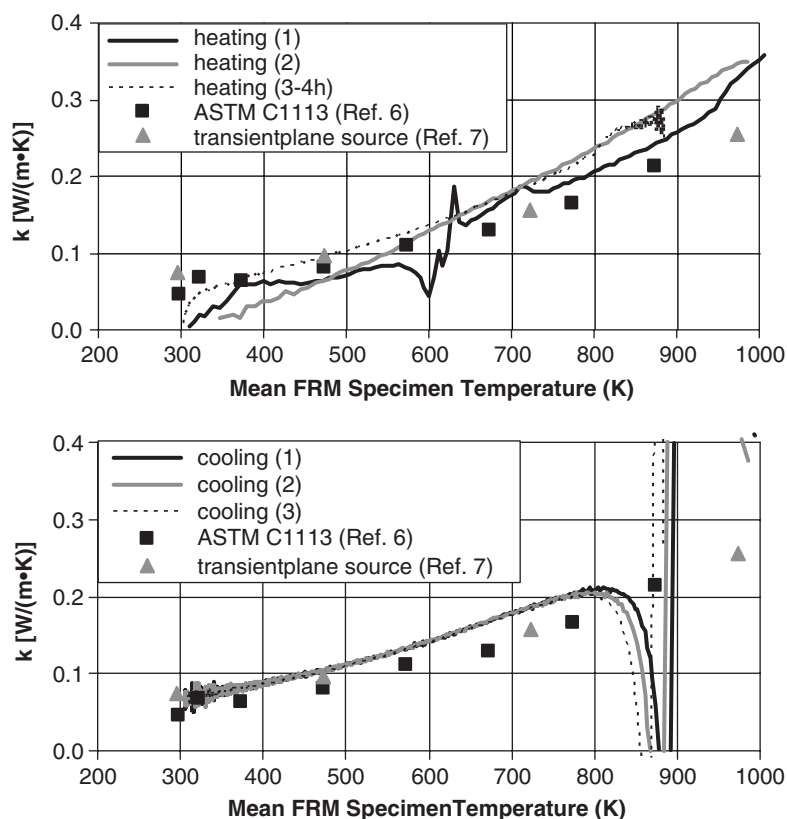 0.4
heating (1)
heating (2)
heating (3-4h)
ASTM C1113 (Ref. 6)
transientplane source (Ref. 7)
0.3
0.2
0.1
0.0
k [W/(m•K)]
200 300 400 500 600 700 800 900 1000
Mean FRM Specimen Temperature (K)
0.4
cooling (1)
cooling (2)
cooling (3)
ASTM C1113 (Ref. 6)
transientplane source (Ref. 7)
0.3
0.2
0.1
0.0
k [W/(m•K)]
200 300 400 500 600 700 800 900 1000
Mean FRM SpecimenTemperature (K)